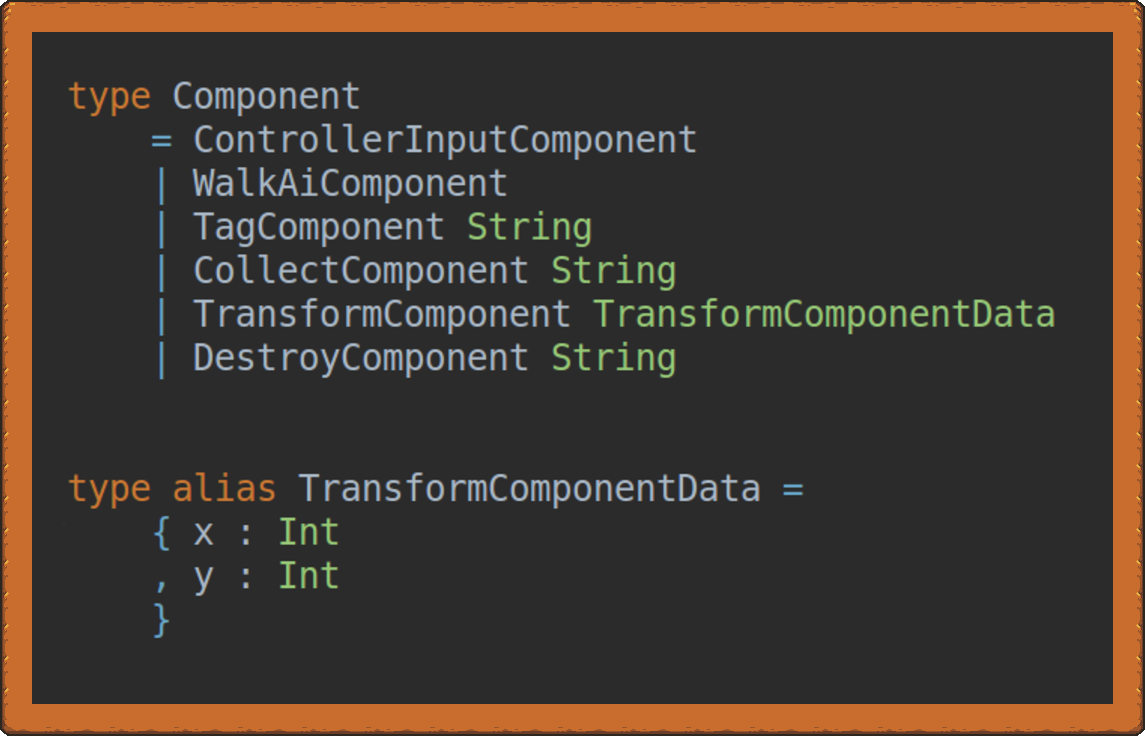 type Component
    = ControllerInputComponent
    | WalkAiComponent
    | TagComponent String
    | CollectComponent String
    | TransformComponent TransformComponentData
    | DestroyComponent String
type alias TransformComponentData =
    { x : Int
    , y : Int
    }